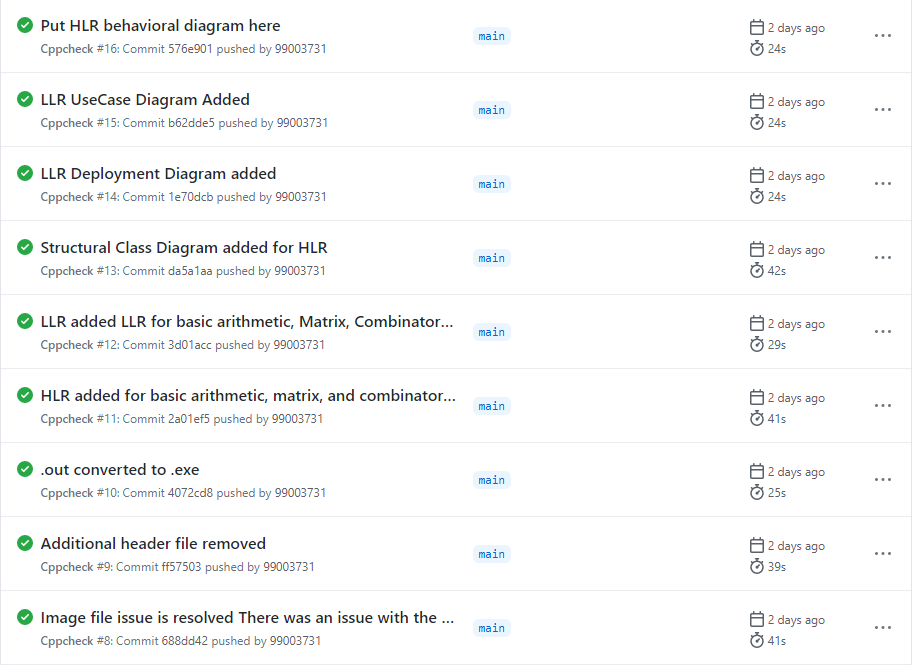 Put HLR behavioral diagram here
main
2 days ago
Cppcheck #16: Commit 576e901 pushed by 99003731
24s
LLR UseCase Diagram Added
main
2 days ago
Cppcheck #15: Commit b62dde5 pushed by 99003731
24s
LLR Deployment Diagram added
main
2 days ago
Cppcheck #14: Commit 1e70dcb pushed by 99003731
24s
Structural Class Diagram added for HLR
main
2 days ago
Cppcheck #13: Commit da5a1aa pushed by 99003731
42s
LLR added LLR for basic arithmetic, Matrix, Combinator...
main
2 days ago
Cppcheck #12: Commit 3d01acc pushed by 99003731
29s
HLR added for basic arithmetic, matrix, and combinator...
main
2 days ago
Cppcheck #11: Commit 2a01ef5 pushed by 99003731
41s
.out converted to .exe
main
2 days ago
Cppcheck #10: Commit 4072cd8 pushed by 99003731
25s
Additional header file removed
main
2 days ago
Cppcheck #9: Commit ff57503 pushed by 99003731
39s
Image file issue is resolved There was an issue with the ...
main
2 days ago
Cppcheck #8: Commit 688dd42 pushed by 99003731
41s